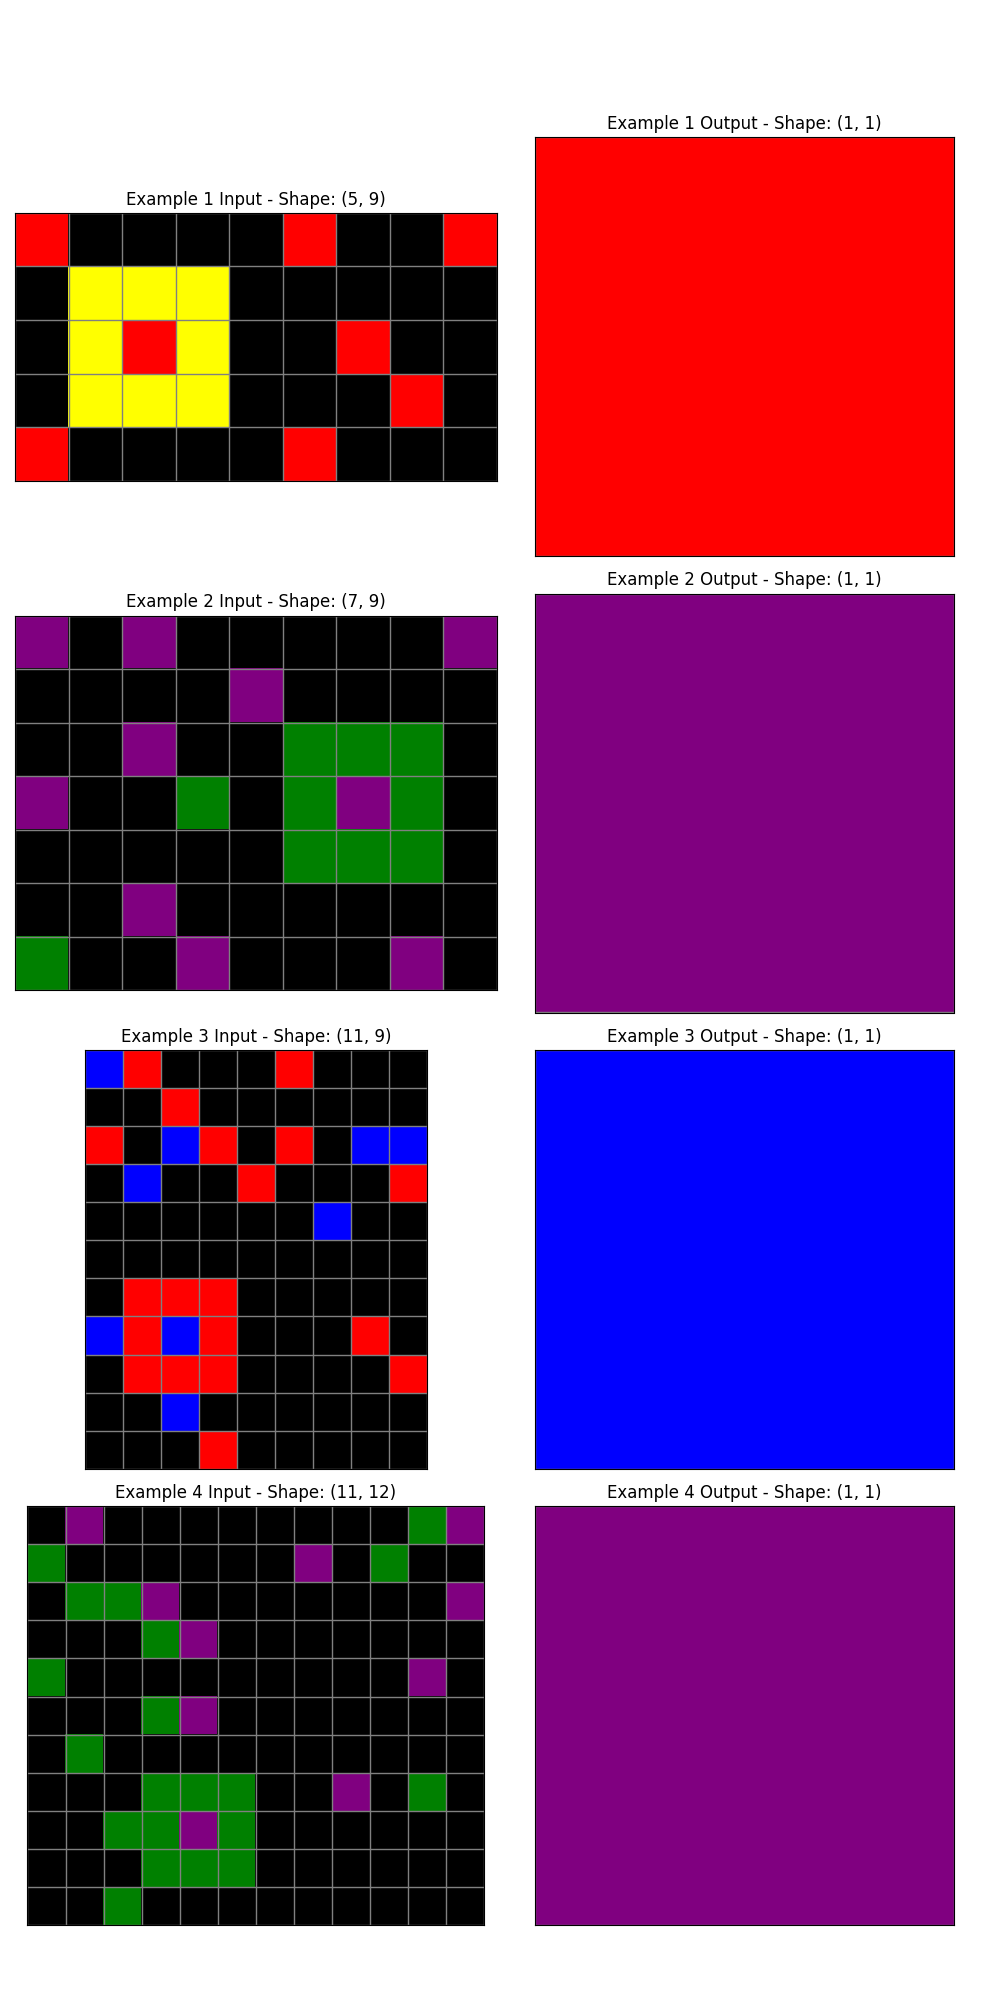 Example 1 Output - Shape: (1, 1)
Example 1 Input - Shape: (5, 9)
Example 2 Output - Shape: (1, 1)
Example 2 Input - Shape: (7, 9)
Example 3 Input - Shape: (11, 9)
Example 3 Output - Shape: (1, 1)
Example 4 Input - Shape: (11, 12)
Example 4 Output - Shape: (1, 1)